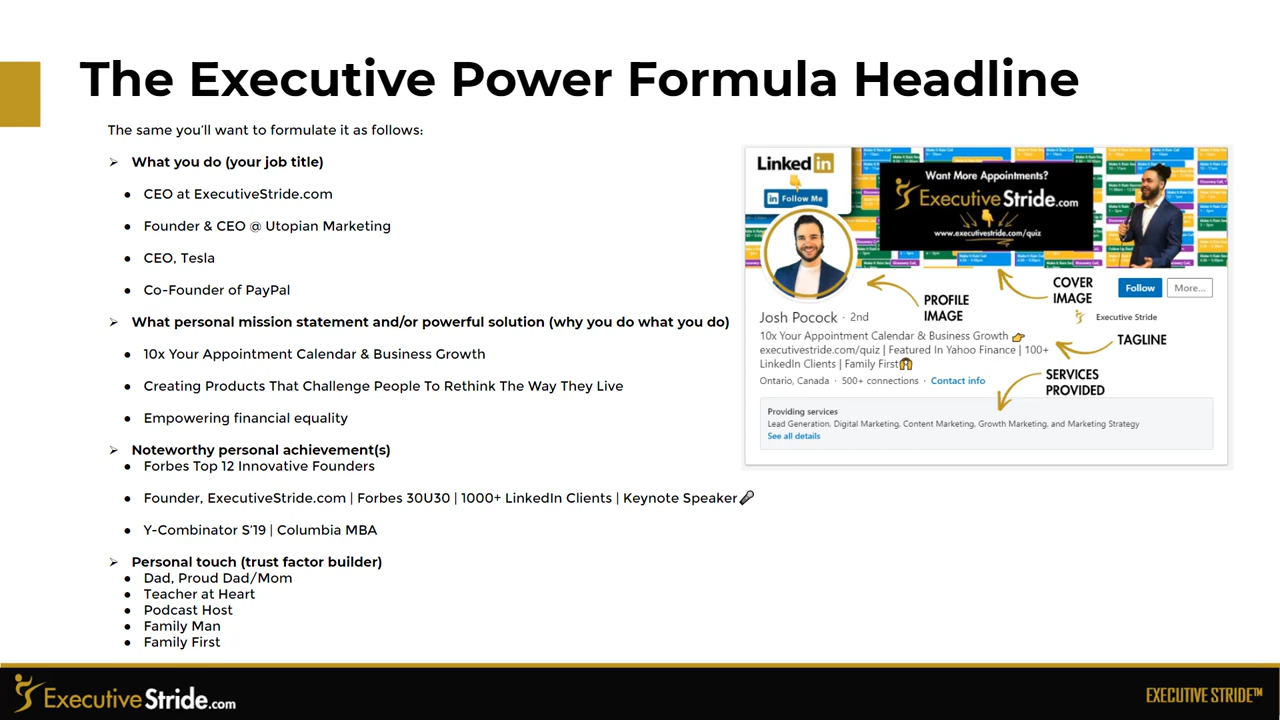 The Executive Power Formula Headline
The same you'll want to formulate it as follows:
➢ What you do (your job title)
● CEO at ExecutiveStride.com
● Founder & CEO @ Utopian Marketing
● CEO, Tesla
● Co-Founder of PayPal
➢ What personal mission statement and/or powerful solution (why you do what you do)
● 10x Your Appointment Calendar & Business Growth
● Creating Products That Challenge People To Rethink The Way They Live
● Empowering financial equality
➢ Noteworthy personal achievement(s)
● Forbes Top 12 Innovative Founders
● Founder, ExecutiveStride.com | Forbes 30U30 | 1000+ LinkedIn Clients | Keynote Speaker🎤
● Y-Combinator S'19 | Columbia MBA
➢ Personal touch (trust factor builder)
● Dad, Proud Dad/Mom
● Teacher at Heart
● Podcast Host
● Family Man
● Family First
Linked in
in Follow Me
Want More Appointments?
ExecutiveStride.com
www.executivestride.com/quiz
COVER
IMAGE
Follow
More...
PROFILE
IMAGE
Josh Pocock · 2nd
Executive Stride
10x Your Appointment Calendar & Business Growth 👉
executivestride.com/quiz | Featured In Yahoo Finance | 100+
LinkedIn Clients | Family First
TAGLINE
Ontario, Canada · 500+ connections · Contact info
SERVICES
PROVIDED
Providing services
Lead Generation, Digital Marketing, Content Marketing, Growth Marketing, and Marketing Strategy
See all details
ExecutiveStride.com
EXECUTIVE STRIDE™